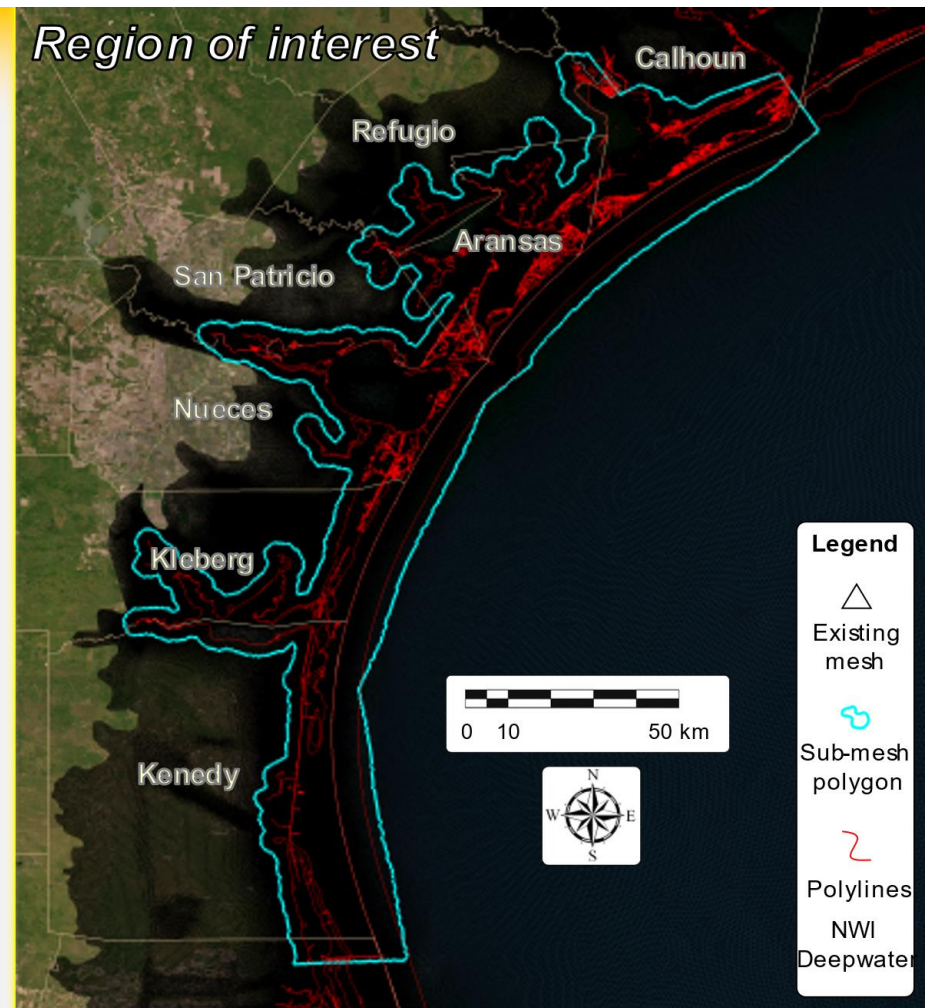 Region of interest
Calhoun
Refugio
Aransas
San Patricio
Nueces
Kleberg
Kenedy
Legend
Existing
mesh
Sub-mesh
polygon
Polylines
NWI
Deepwater
0 10 50 km
N
W E
S